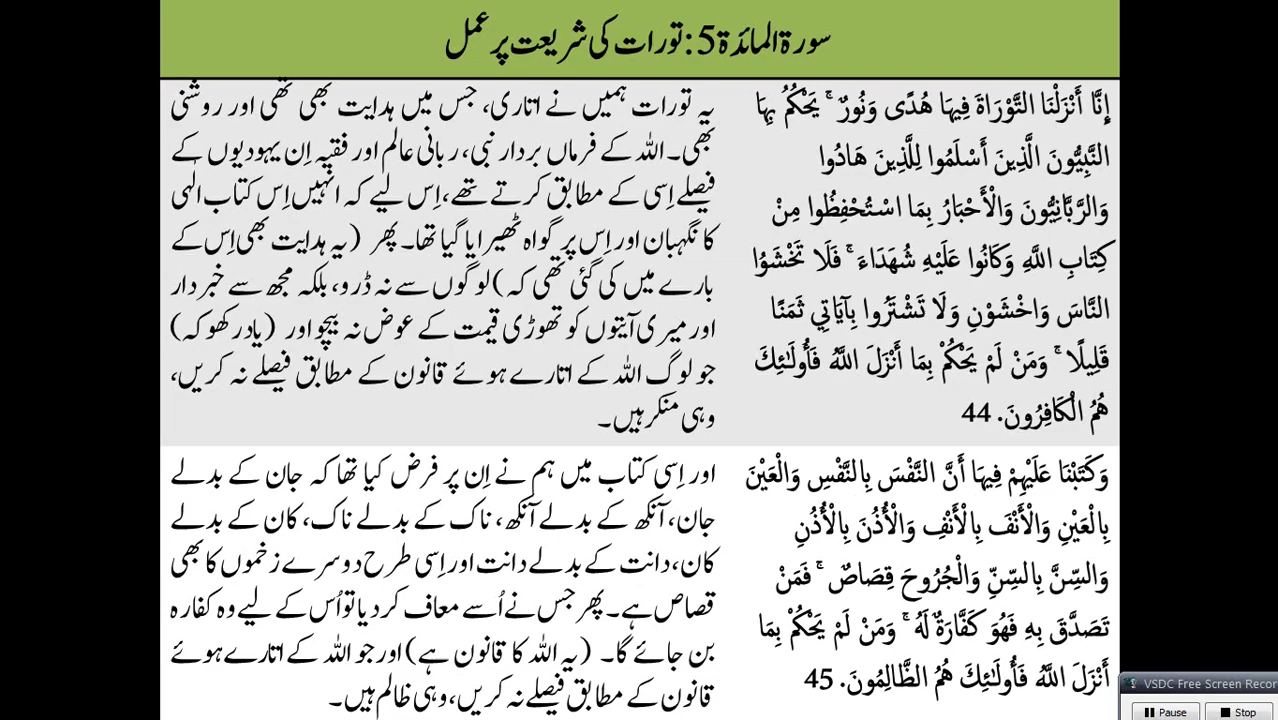 سورۃ المائدۃ 5: تورات کی شریعت پر عمل
إِنَّا أَنْزَلْنَا التَّوْرَاةَ فِيهَا هُدًى وَنُورٌ ۚ يَحْكُمُ بِهَا
النَّبِيُّونَ الَّذِينَ أَسْلَمُوا لِلَّذِينَ هَادُوا
وَالرَّبَّانِيُّونَ وَالْأَحْبَارُ بِمَا اسْتُحْفِظُوا مِنْ
كِتَابِ اللَّهِ وَكَانُوا عَلَيْهِ شُهَدَاءَ ۚ فَلَا تَخْشَوُا
النَّاسَ وَاخْشَوْنِ وَلَا تَشْتَرُوا بِآيَاتِي ثَمَنًا
قَلِيلًا ۚ وَمَنْ لَمْ يَحْكُمْ بِمَا أَنْزَلَ اللَّهُ فَأُولَٰئِكَ
هُمُ الْكَافِرُونَ. 44
یہ تورات ہمیں نے اتاری، جس میں ہدایت بھی تھی اور روشنی
بھی۔ اللہ کے فرماں بردار نبی، ربانی عالم اور فقیہ اِن یہودیوں کے
فیصلے اِسی کے مطابق کرتے تھے، اِس لیے کہ انہیں اِس کتاب الٰہی
کا نگہبان اور اِس پر گواہ ٹھیرایا گیا تھا۔ پھر (یہ ہدایت بھی اِس کے
بارے میں کی گئی تھی کہ) لوگوں سے نہ ڈرو، بلکہ مجھ سے خبردار
اور میری آیتوں کو تھوڑی قیمت کے عوض نہ بیچو اور (یاد رکھو کہ)
جو لوگ اللہ کے اتارے ہوئے قانون کے مطابق فیصلے نہ کریں،
وہی منکر ہیں۔
وَكَتَبْنَا عَلَيْهِمْ فِيهَا أَنَّ النَّفْسَ بِالنَّفْسِ وَالْعَيْنَ
بِالْعَيْنِ وَالْأَنْفَ بِالْأَنْفِ وَالْأُذُنَ بِالْأُذُنِ
وَالسِّنَّ بِالسِّنِّ وَالْجُرُوحَ قِصَاصٌ ۚ فَمَنْ
تَصَدَّقَ بِهِ فَهُوَ كَفَّارَةٌ لَهُ ۚ وَمَنْ لَمْ يَحْكُمْ بِمَا
أَنْزَلَ اللَّهُ فَأُولَٰئِكَ هُمُ الظَّالِمُونَ. 45
اور اِسی کتاب میں ہم نے اِن پر فرض کیا تھا کہ جان کے بدلے
جان، آنکھ کے بدلے آنکھ، ناک کے بدلے ناک، کان کے بدلے
کان، دانت کے بدلے دانت اور اِسی طرح دوسرے زخموں کا بھی
قصاص ہے۔ پھر جس نے اُسے معاف کر دیا تو اُس کے لیے وہ کفارہ
بن جائے گا۔ (یہ اللہ کا قانون ہے) اور جو اللہ کے اتارے ہوئے
قانون کے مطابق فیصلے نہ کریں، وہی ظالم ہیں۔
VSDC Free Screen Recor
Pause Stop